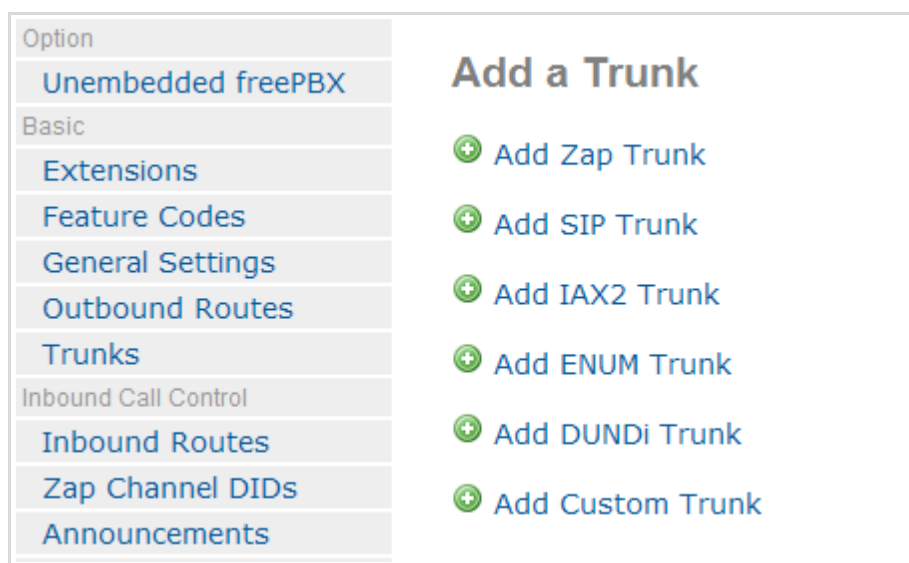 Option
Unembedded freePBX
Basic
Extensions
Feature Codes
General Settings
Outbound Routes
Trunks
Inbound Call Control
Inbound Routes
Zap Channel DIDs
Announcements
Add a Trunk
Add Zap Trunk
Add SIP Trunk
Add IAX2 Trunk
Add ENUM Trunk
Add DUNDi Trunk
Add Custom Trunk